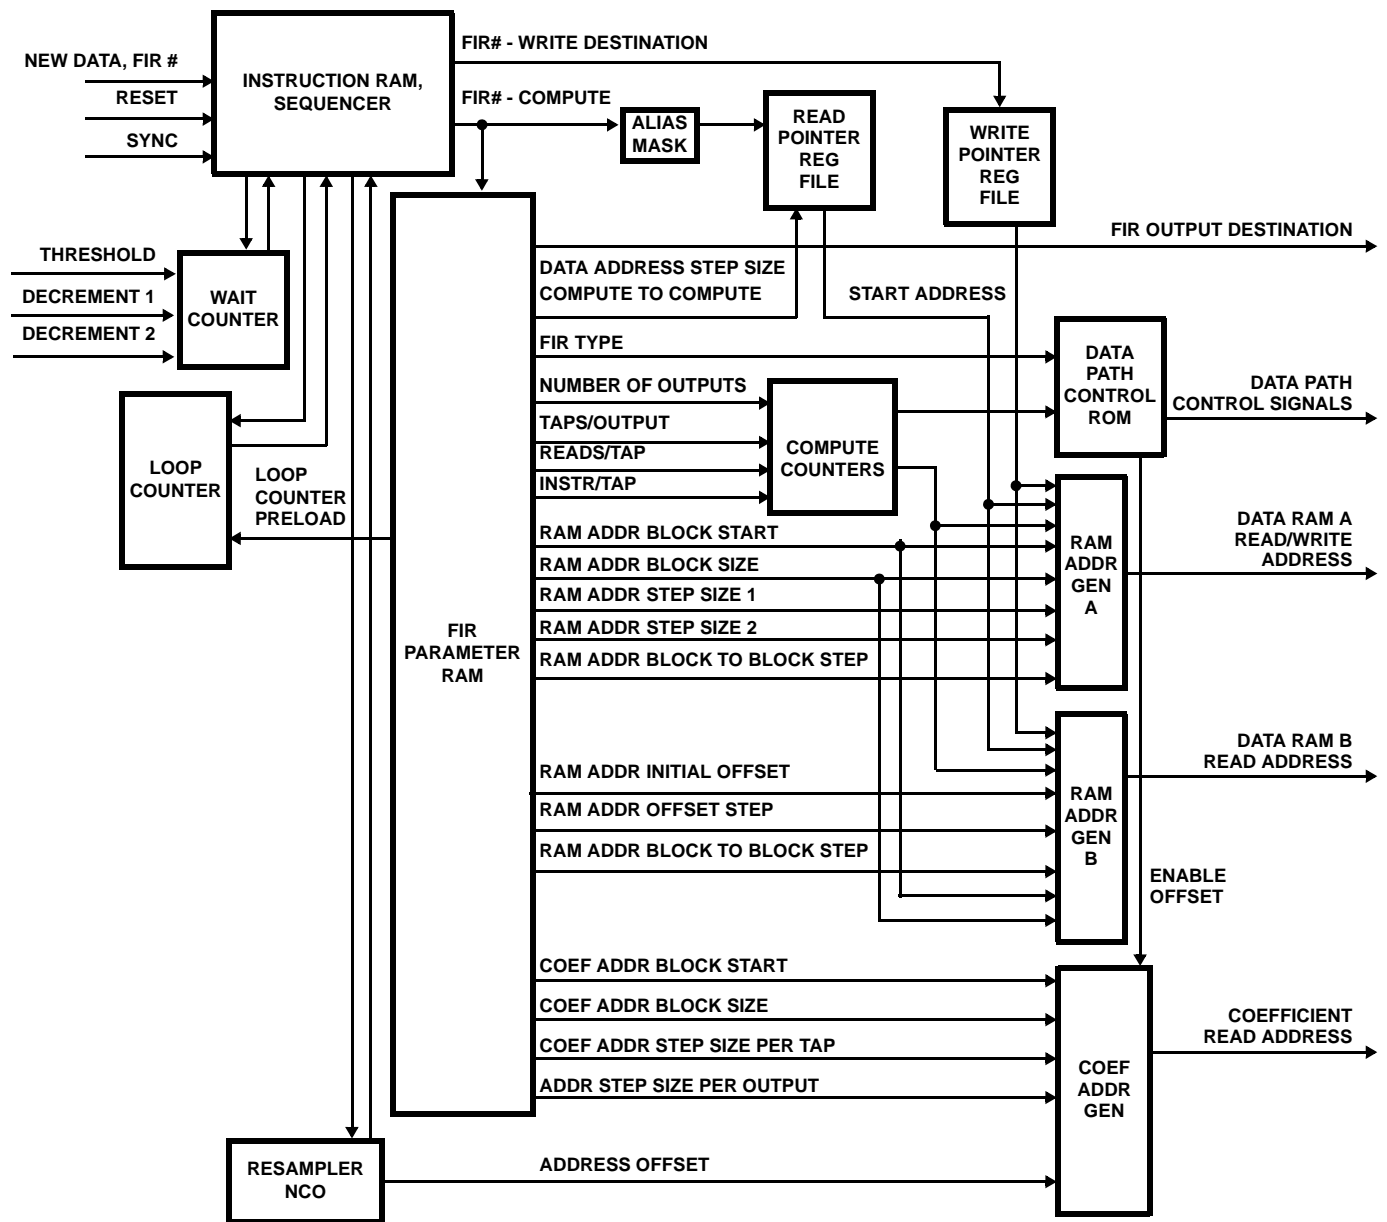 NEW DATA, FIR #
RESET
SYNC
INSTRUCTION RAM,
SEQUENCER
FIR# - WRITE DESTINATION
FIR# - COMPUTE
ALIAS
MASK
READ
POINTER
REG
FILE
WRITE
POINTER
REG
FILE
THRESHOLD
DECREMENT 1
DECREMENT 2
WAIT
COUNTER
LOOP
COUNTER
LOOP
COUNTER
PRELOAD
FIR
PARAMETER
RAM
FIR OUTPUT DESTINATION
DATA ADDRESS STEP SIZE
COMPUTE TO COMPUTE
START ADDRESS
FIR TYPE
NUMBER OF OUTPUTS
TAPS/OUTPUT
READS/TAP
INSTR/TAP
COMPUTE
COUNTERS
DATA
PATH
CONTROL
ROM
DATA PATH
CONTROL SIGNALS
RAM ADDR BLOCK START
RAM ADDR BLOCK SIZE
RAM ADDR STEP SIZE 1
RAM ADDR STEP SIZE 2
RAM ADDR BLOCK TO BLOCK STEP
RAM
ADDR
GEN
A
DATA RAM A
READ/WRITE
ADDRESS
RAM ADDR INITIAL OFFSET
RAM ADDR OFFSET STEP
RAM ADDR BLOCK TO BLOCK STEP
RAM
ADDR
GEN
B
DATA RAM B
READ ADDRESS
ENABLE
OFFSET
COEF ADDR BLOCK START
COEF ADDR BLOCK SIZE
COEF ADDR STEP SIZE PER TAP
ADDR STEP SIZE PER OUTPUT
COEF
ADDR
GEN
COEFFICIENT
READ ADDRESS
RESAMPLER
NCO
ADDRESS OFFSET